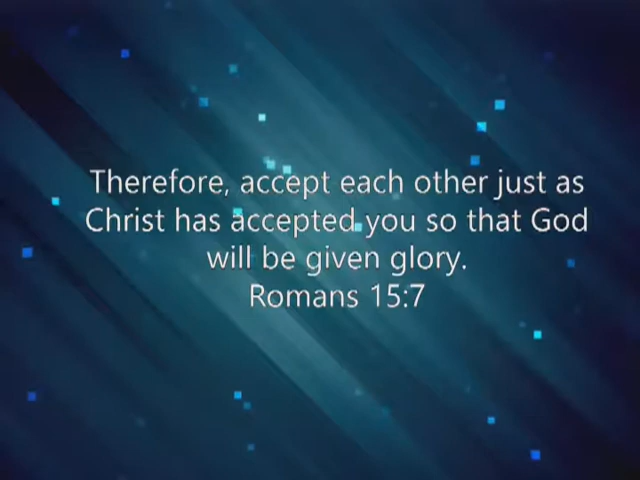 Therefore, accept each other just as
Christ has accepted you so that God
will be given glory.
Romans 15:7